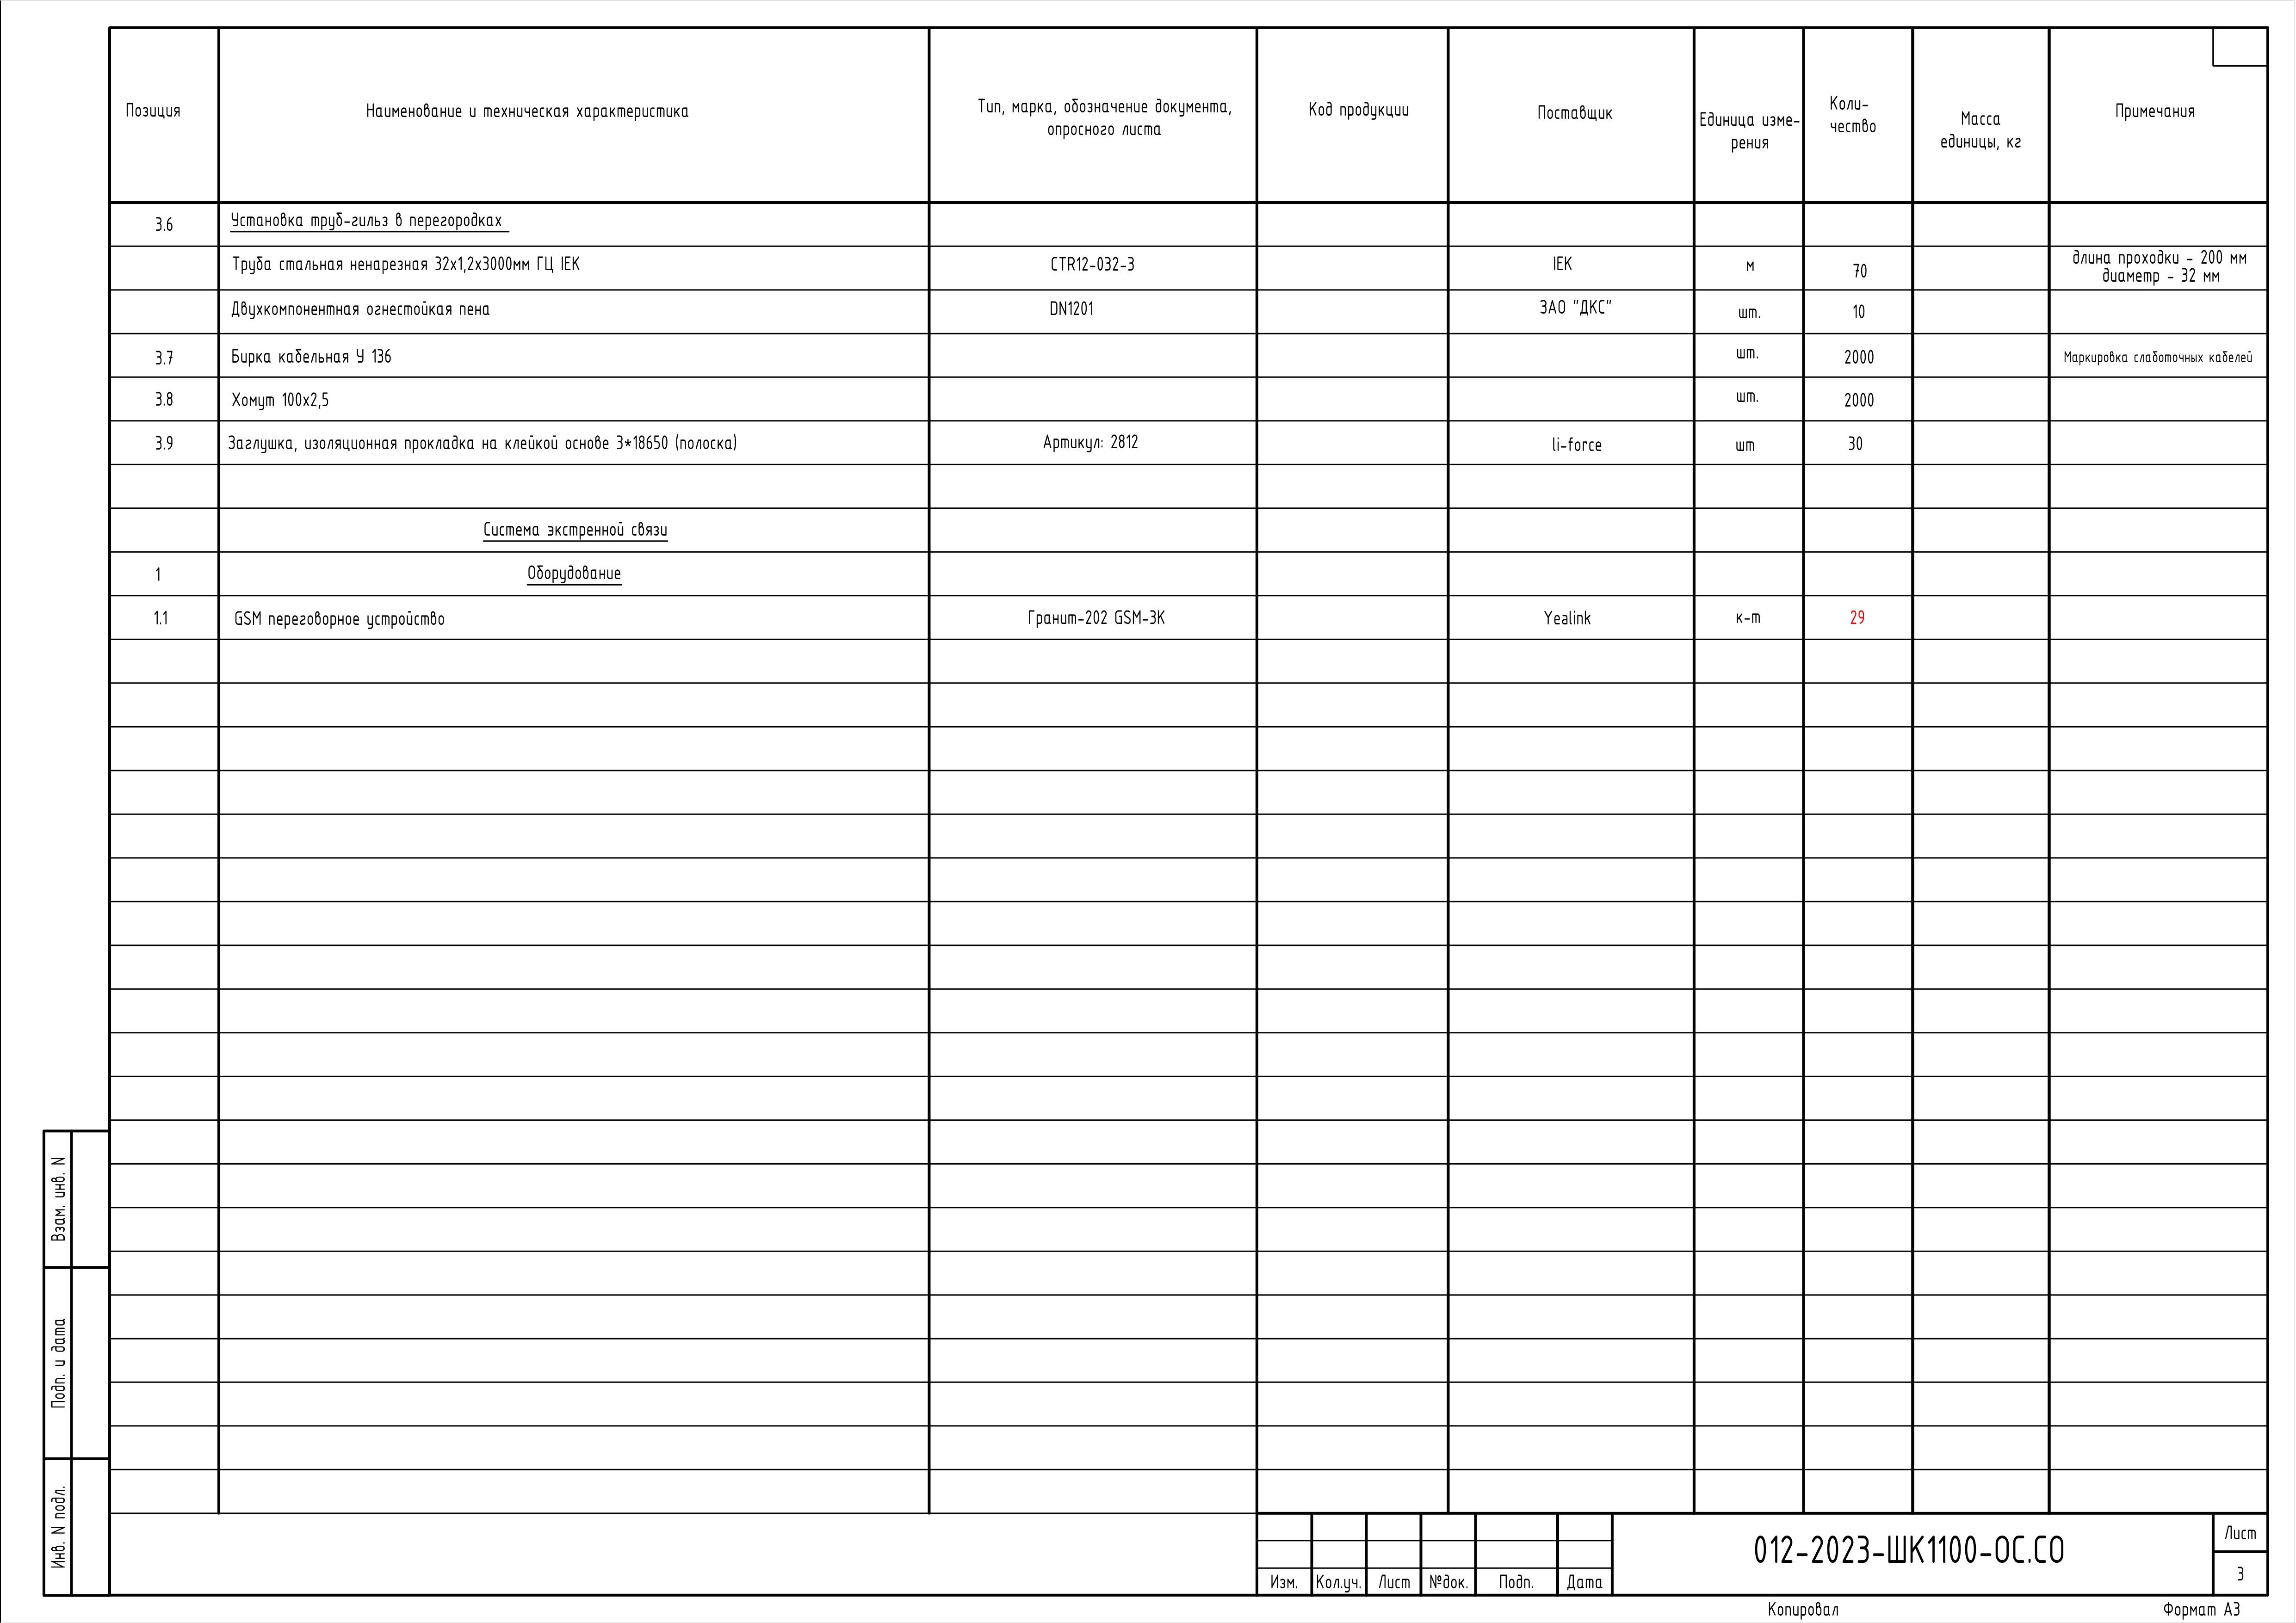 Позиция
Наименование и техническая характеристика
Тип, марка, обозначение документа,
опросного листа
Код продукции
Поставщик
Единица изме-
рения
Коли-
чество
Масса
единицы, кг
Примечания
3.6 Установка труб-гильз в перегородках
Труба стальная ненарезная 32х1,2х3000мм ГЦ IEK CTR12-032-3 IEK м 70 длина проходки - 200 мм
диаметр - 32 мм
Двухкомпонентная огнестойкая пена DN1201 ЗАО "ДКС" шт. 10
3.7 Бирка кабельная У 136 шт. 2000 Маркировка слаботочных кабелей
3.8 Хомут 100х2,5 шт. 2000
3.9 Заглушка, изоляционная прокладка на клейкой основе 3*18650 (полоска) Артикул: 2812 li-force шт 30
Система экстренной связи
1 Оборудование
1.1 GSM переговорное устройство Гранит-202 GSM-3К Yealink к-т 29
Взам. инв. N
Подп. и дата
Инв. N подл.
Изм. Кол.уч. Лист №док. Подп. Дата
012-2023-ШК1100-ОС.СО
Лист
3
Копировал
Формат А3